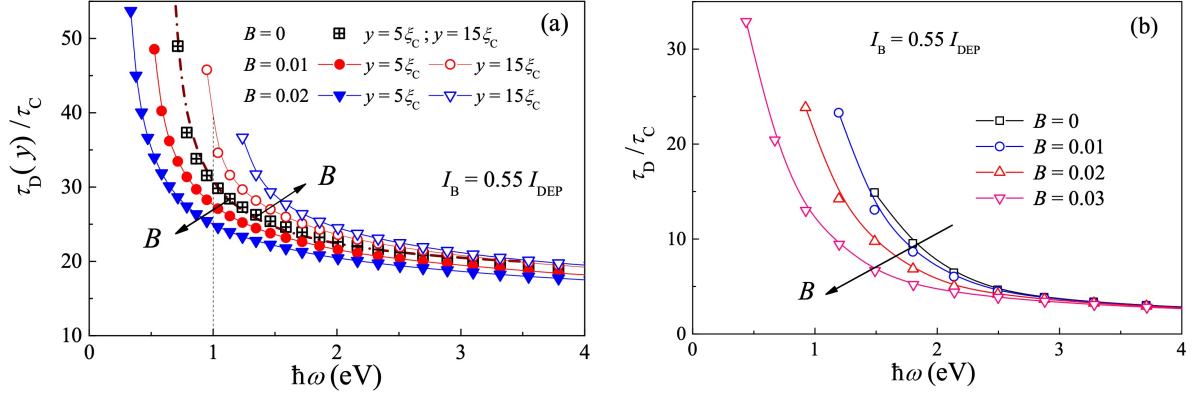 (a)
B = 0 y = 5ξC ; y = 15ξC
B = 0.01 y = 5ξC y = 15ξC
B = 0.02 y = 5ξC y = 15ξC
IB = 0.55 IDEP
B
B
τD(y) / τC
50
40
30
20
10
0 1 2 3 4
ħω (eV)
(b)
IB = 0.55 IDEP
B = 0
B = 0.01
B = 0.02
B = 0.03
B
τD / τC
30
20
10
0
0 1 2 3 4
ħω (eV)